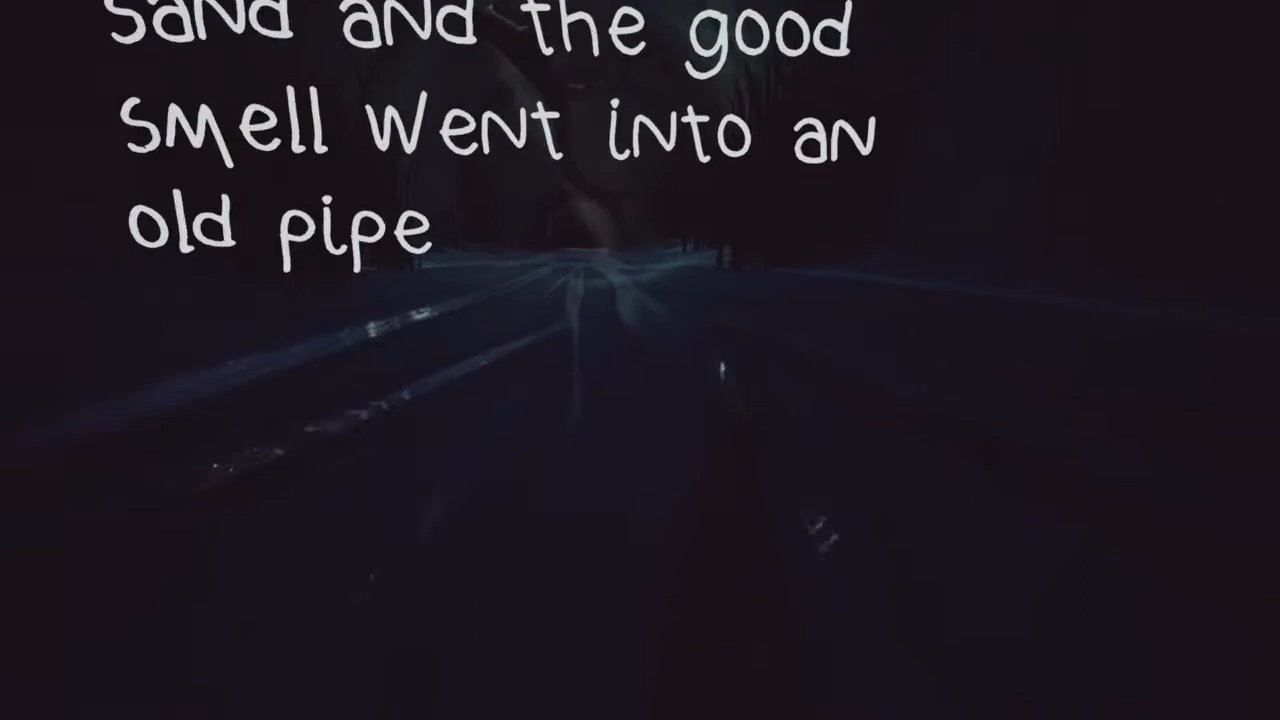 sand and the good
smell went into an
old pipe